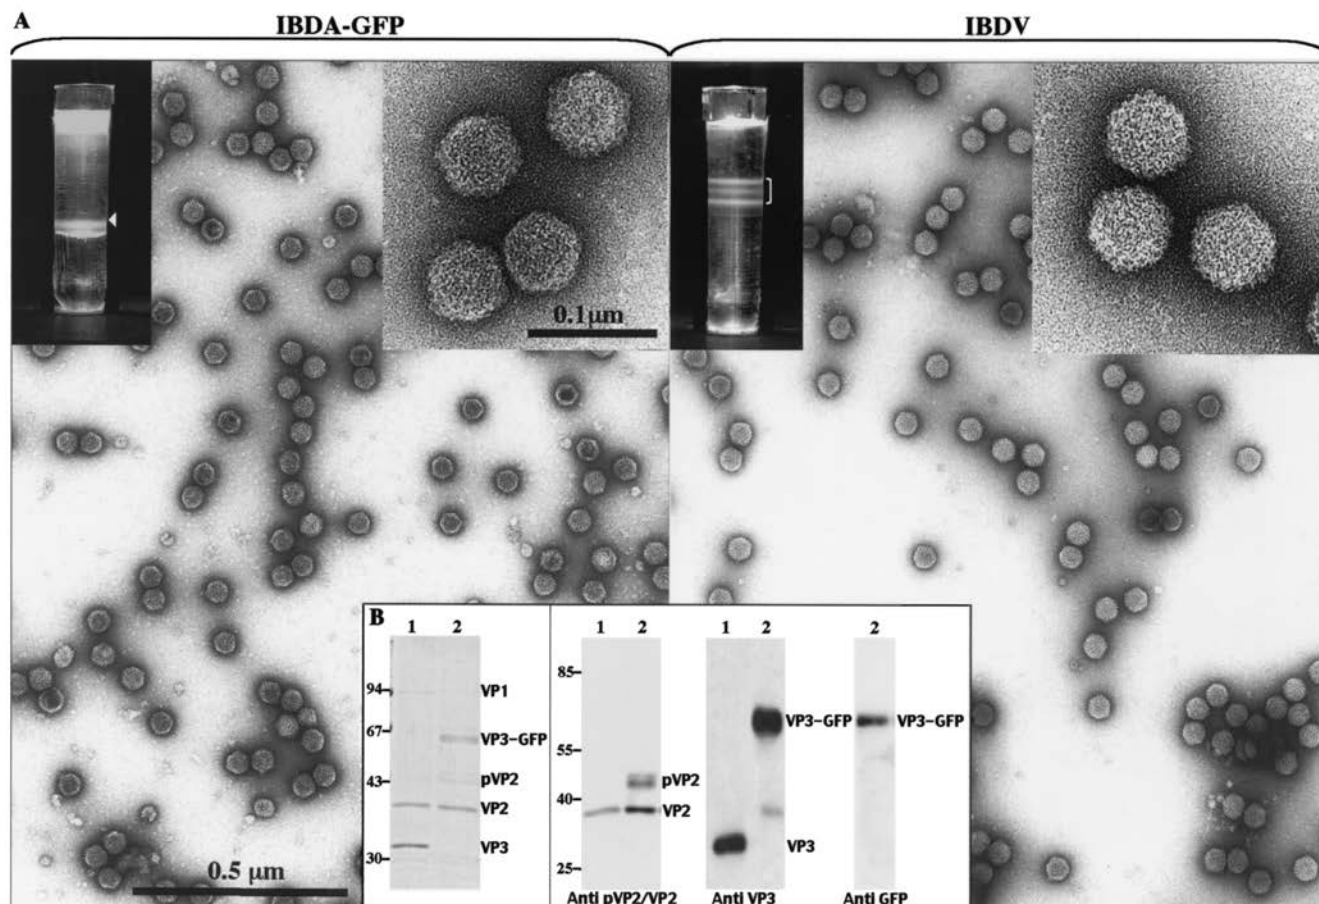 A
IBDA-GFP
IBDV
0.1µm
0.5 µm
B
1 2
94
67
43
30
VP1
VP3-GFP
pVP2
VP2
VP3
1 2
85
55
40
25
pVP2
VP2
Anti pVP2/VP2
1 2
VP3-GFP
VP3
Anti VP3
2
VP3-GFP
Anti GFP